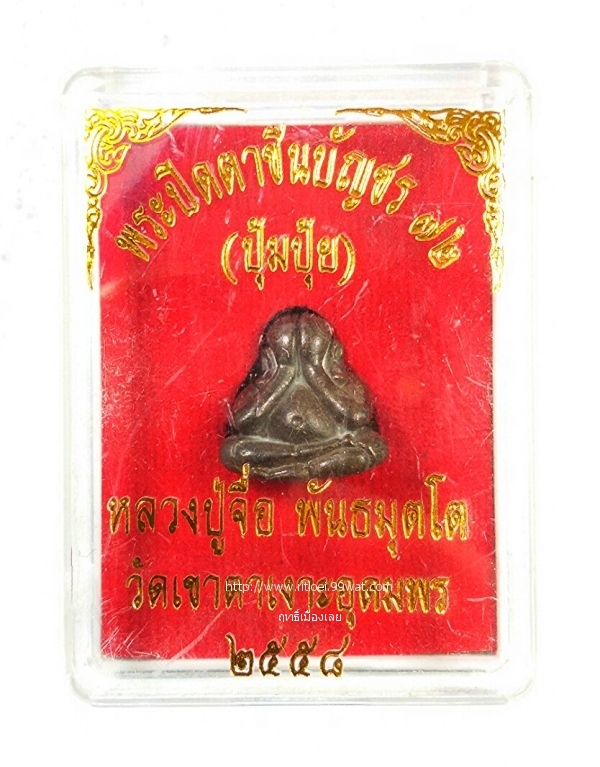 พระปิดตาชินบัญชร ๗๒
(ปุ้มปุ้ย)
หลวงปู่จื่อ พันธมุตโต
วัดเขาตาเงาะอุดมพร
http://www.ritloei.99wat.com
ฤทธิ์เมืองเลย
๒๕๕๘